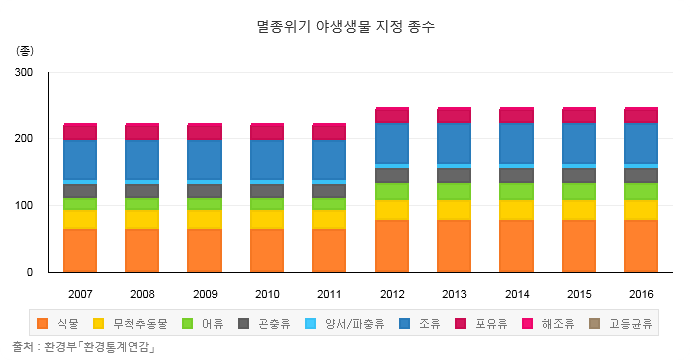 멸종위기 야생생물 지정 종수
(종)
300
200
100
0
2007 2008 2009 2010 2011 2012 2013 2014 2015 2016
식물 무척추동물 어류 곤충류 양서/파충류 조류 포유류 해조류 고등균류
출처 : 환경부「환경통계연감」